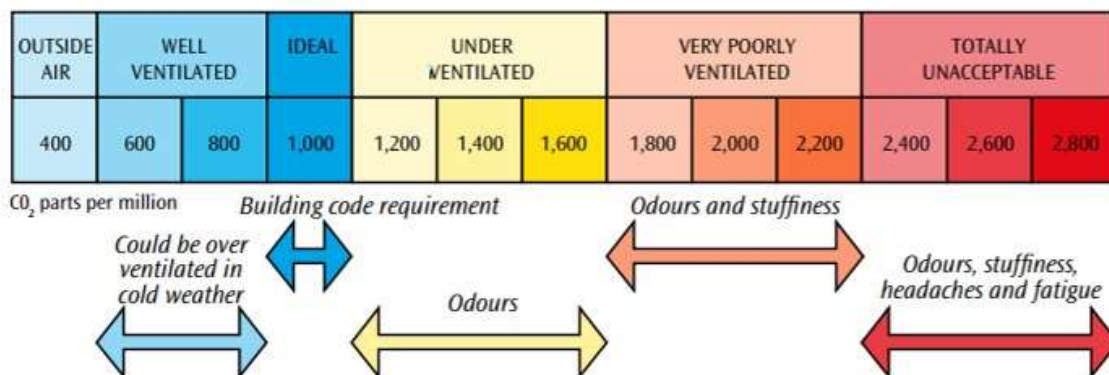 OUTSIDE AIR
WELL VENTILATED
IDEAL
UNDER VENTILATED
VERY POORLY VENTILATED
TOTALLY UNACCEPTABLE
400 600 800 1,000 1,200 1,400 1,600 1,800 2,000 2,200 2,400 2,600 2,800
CO₂ parts per million
Building code requirement
Odours and stuffiness
Could be over
ventilated in
cold weather
Odours
Odours, stuffiness,
headaches and fatigue